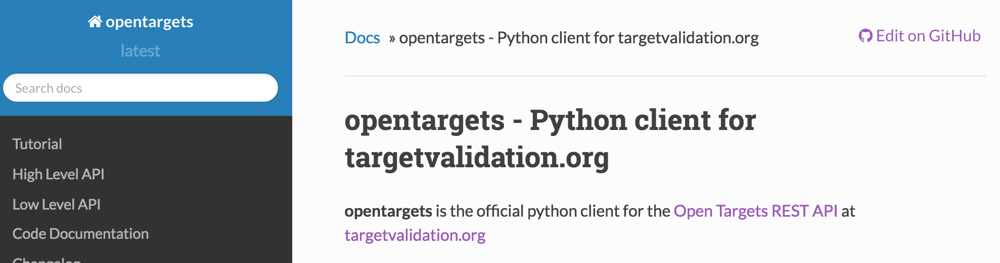 opentargets
latest
Search docs
Tutorial
High Level API
Low Level API
Code Documentation
Changelog
Docs » opentargets - Python client for targetvalidation.org
Edit on GitHub
opentargets - Python client for
targetvalidation.org
opentargets is the official python client for the Open Targets REST API at
targetvalidation.org